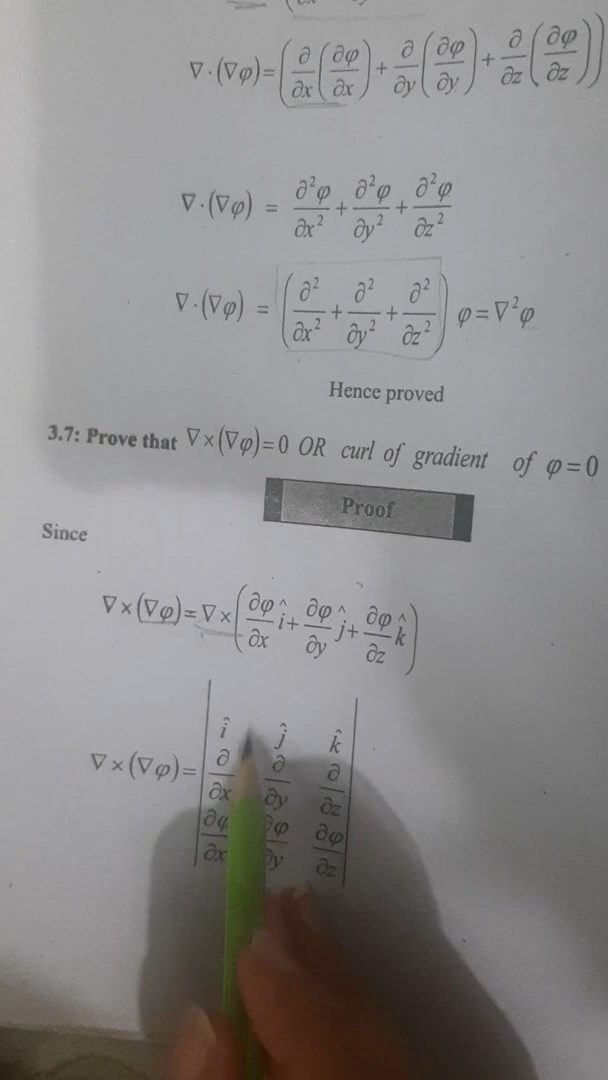 ∇·(∇φ)=(∂/∂x(∂φ/∂x)+∂/∂y(∂φ/∂y)+∂/∂z(∂φ/∂z))
∇·(∇φ) = ∂²φ/∂x²+∂²φ/∂y²+∂²φ/∂z²
∇·(∇φ) = (∂²/∂x²+∂²/∂y²+∂²/∂z²) φ=∇²φ
Hence proved
3.7: Prove that ∇×(∇φ)=0 OR curl of gradient of φ=0
Proof
Since
∇×(∇φ)=∇×(∂φ/∂x î+∂φ/∂y ĵ+∂φ/∂z k̂)
∇×(∇φ)=| î ĵ k̂ |
| ∂/∂x ∂/∂y ∂/∂z |
| ∂φ/∂x ∂φ/∂y ∂φ/∂z |